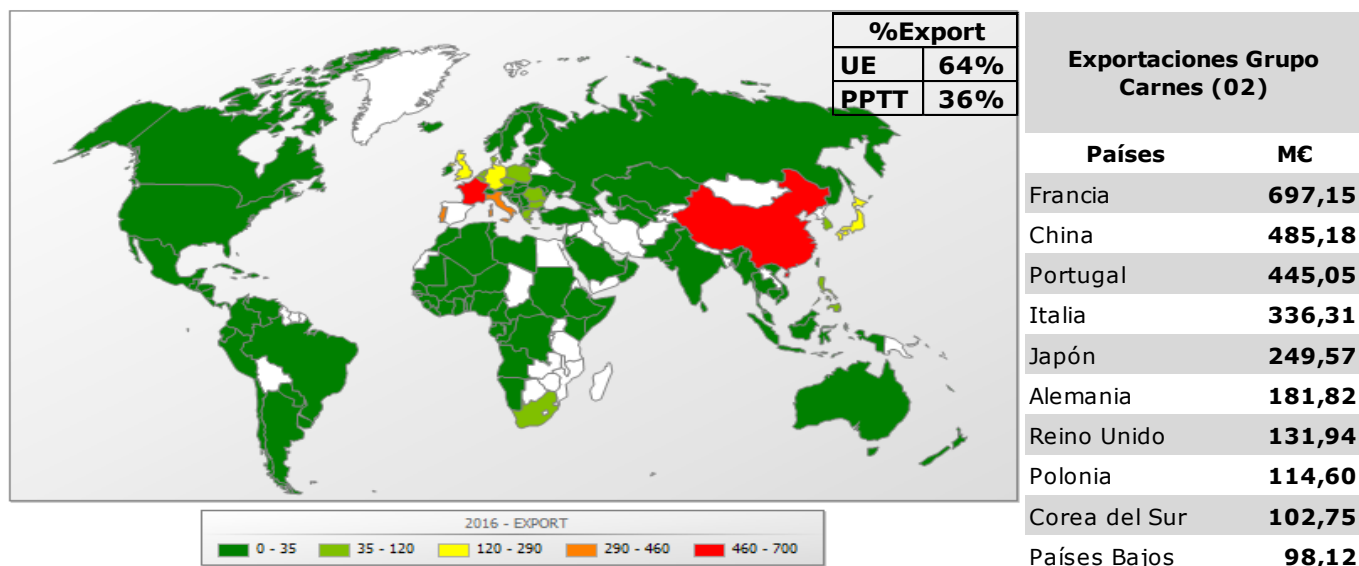 %Export
UE 64%
PPTT 36%
2016 - EXPORT
0 - 35 35 - 120 120 - 290 290 - 460 460 - 700
Exportaciones Grupo
Carnes (02)
Países M€
Francia 697,15
China 485,18
Portugal 445,05
Italia 336,31
Japón 249,57
Alemania 181,82
Reino Unido 131,94
Polonia 114,60
Corea del Sur 102,75
Países Bajos 98,12